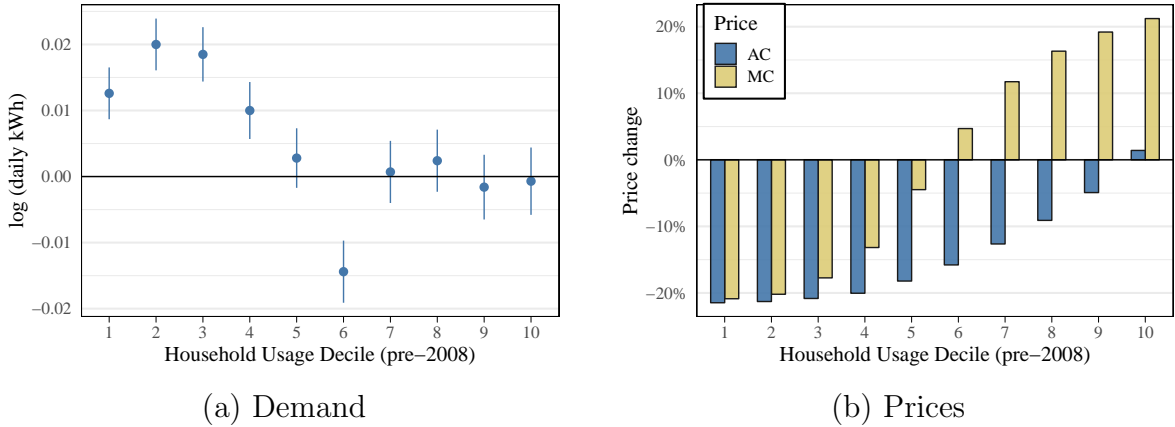 log (daily kWh)
0.02
0.01
0.00
−0.01
−0.02
1 2 3 4 5 6 7 8 9 10
Household Usage Decile (pre−2008)
(a) Demand
Price change
20%
10%
0%
−10%
−20%
Price
AC
MC
1 2 3 4 5 6 7 8 9 10
Household Usage Decile (pre−2008)
(b) Prices